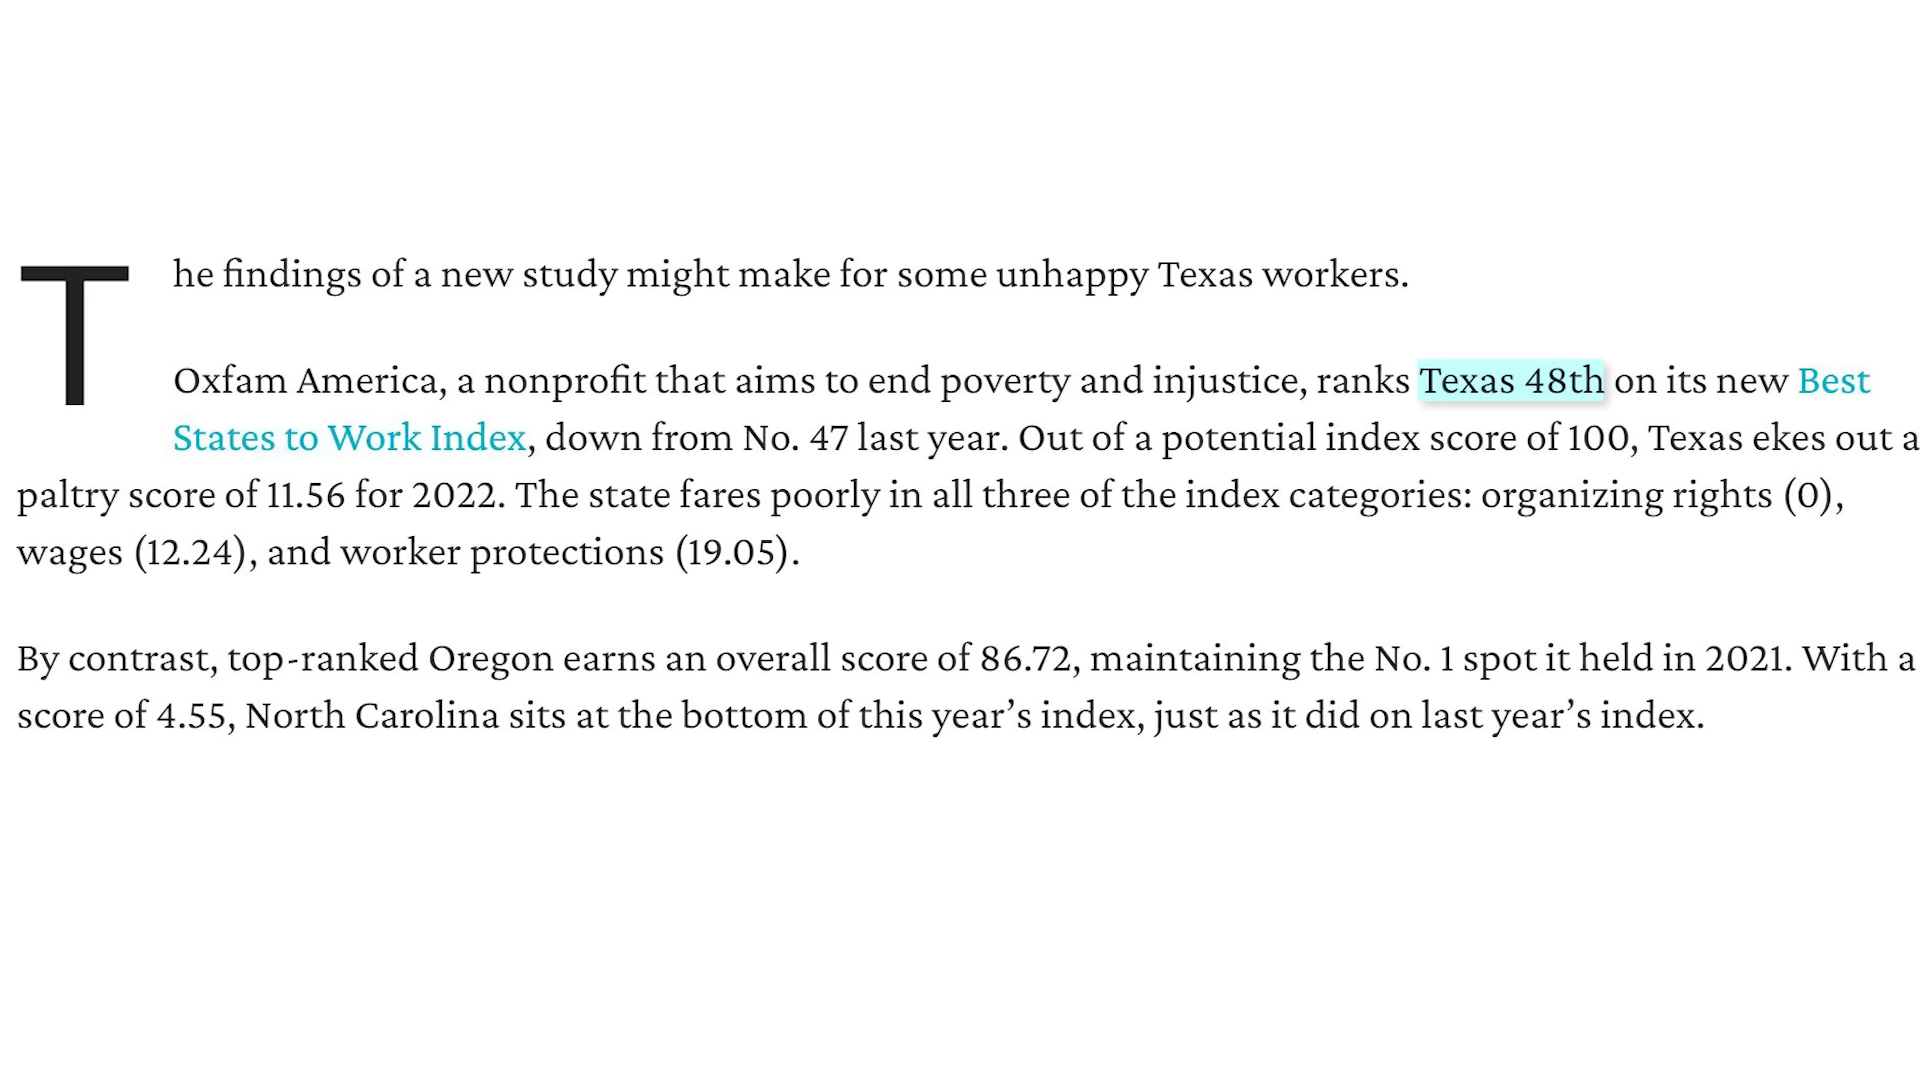 The findings of a new study might make for some unhappy Texas workers.
Oxfam America, a nonprofit that aims to end poverty and injustice, ranks Texas 48th on its new Best
States to Work Index, down from No. 47 last year. Out of a potential index score of 100, Texas ekes out a
paltry score of 11.56 for 2022. The state fares poorly in all three of the index categories: organizing rights (0),
wages (12.24), and worker protections (19.05).
By contrast, top-ranked Oregon earns an overall score of 86.72, maintaining the No. 1 spot it held in 2021. With a
score of 4.55, North Carolina sits at the bottom of this year’s index, just as it did on last year’s index.